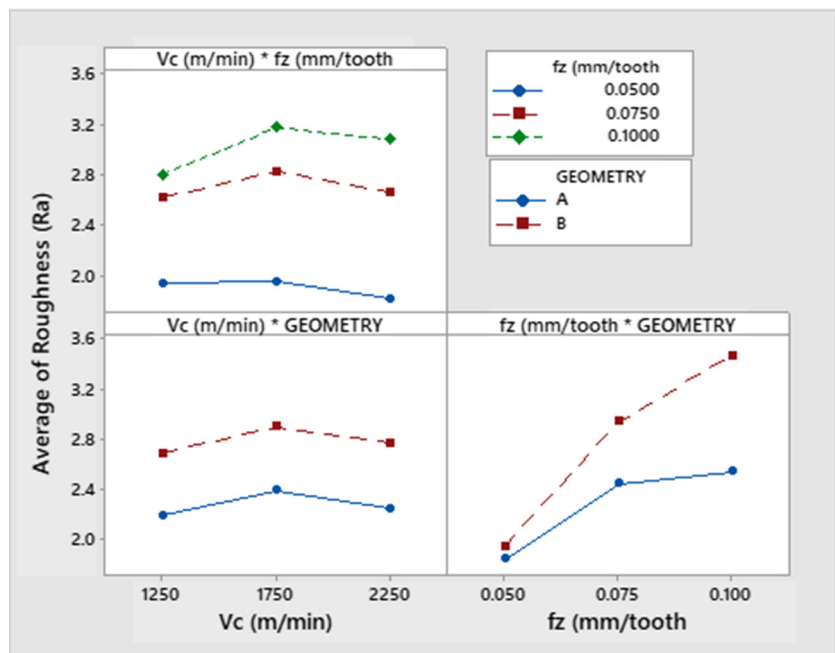 Vc (m/min) * fz (mm/tooth
3.6
3.2
2.8
2.4
2.0
fz (mm/tooth
0.0500
0.0750
0.1000
GEOMETRY
A
B
Average of Roughness (Ra)
Vc (m/min) * GEOMETRY
fz (mm/tooth * GEOMETRY
3.6
3.2
2.8
2.4
2.0
1250
1750
2250
0.050
0.075
0.100
Vc (m/min)
fz (mm/tooth